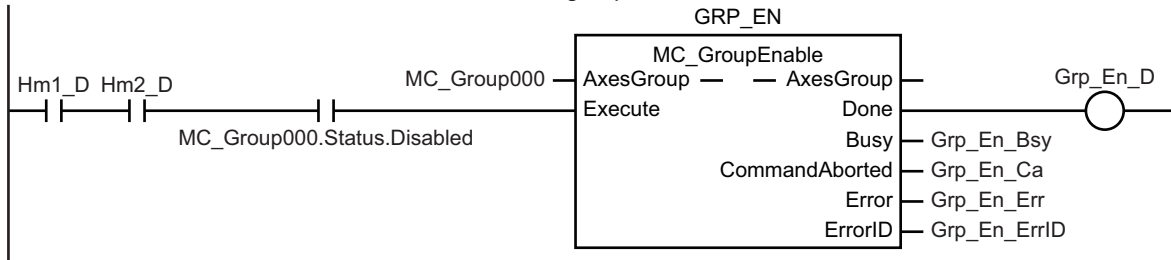 GRP_EN
MC_GroupEnable
Hm1_D Hm2_D
MC_Group000 AxesGroup AxesGroup Grp_En_D
Execute Done
MC_Group000.Status.Disabled
Busy Grp_En_Bsy
CommandAborted Grp_En_Ca
Error Grp_En_Err
ErrorID Grp_En_ErrID